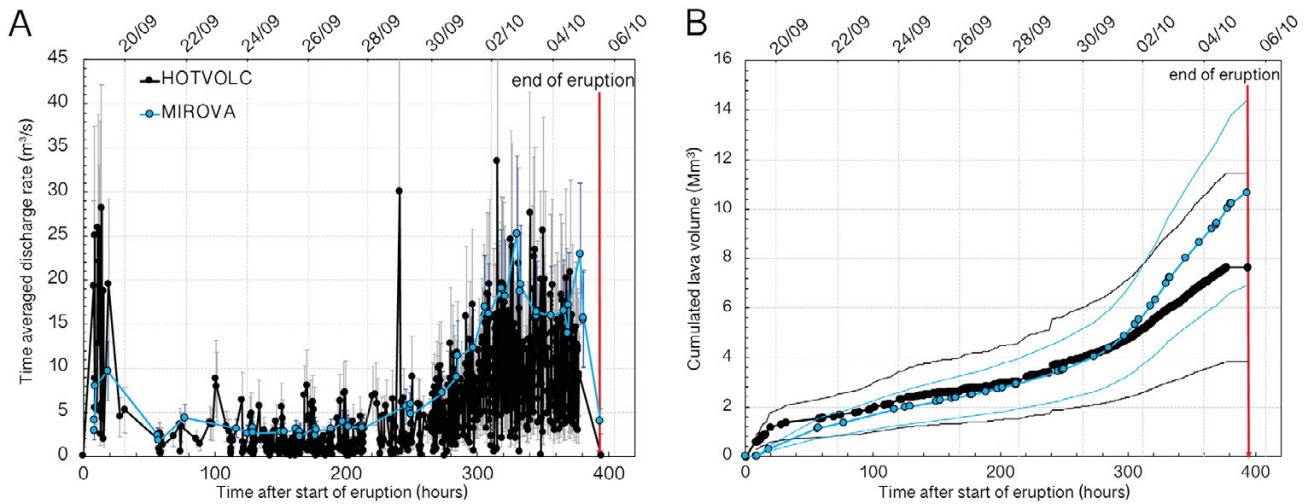 A
20/09 22/09 24/09 26/09 28/09 30/09 02/10 04/10 06/10
45
40
35
30
25
20
15
10
5
0
Time averaged discharge rate (m⁻³/s)
HOTVOLC
MIROVA
end of eruption
0 100 200 300 400
Time after start of eruption (hours)
B
20/09 22/09 24/09 26/09 28/09 30/09 02/10 04/10 06/10
16
14
12
10
8
6
4
2
0
Cumulated lava volume (Mm³)
end of eruption
0 100 200 300 400
Time after start of eruption (hours)